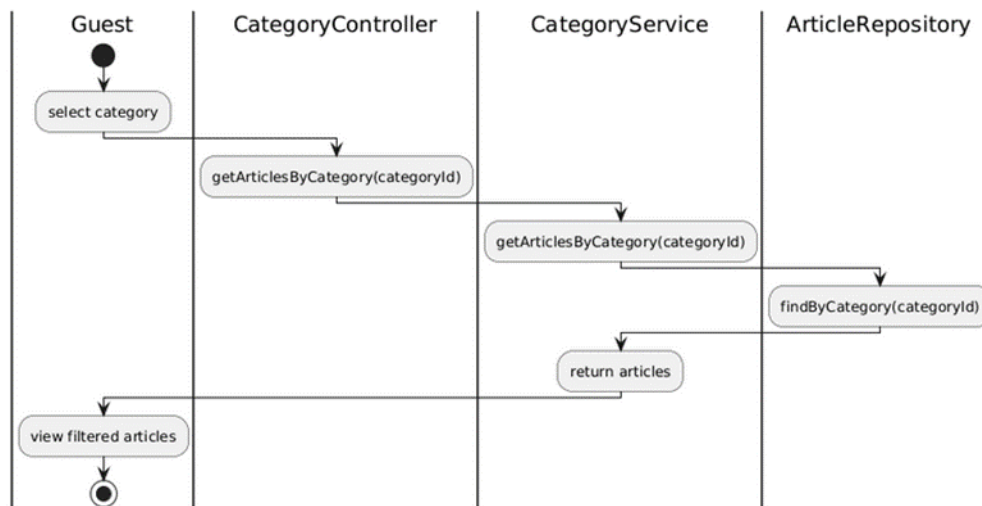 Guest
CategoryController
CategoryService
ArticleRepository
select category
getArticlesByCategory(categoryId)
getArticlesByCategory(categoryId)
findByCategory(categoryId)
return articles
view filtered articles